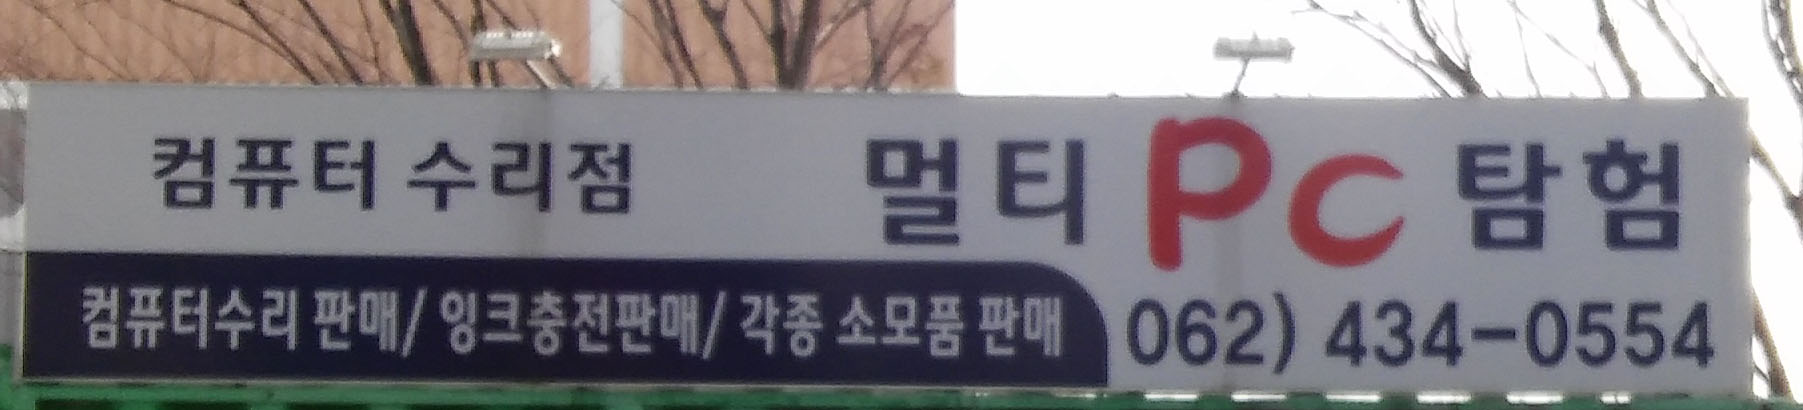 컴퓨터 수리점 멀티 PC 탐험
컴퓨터수리 판매/ 잉크충전판매/ 각종 소모품 판매 062) 434-0554